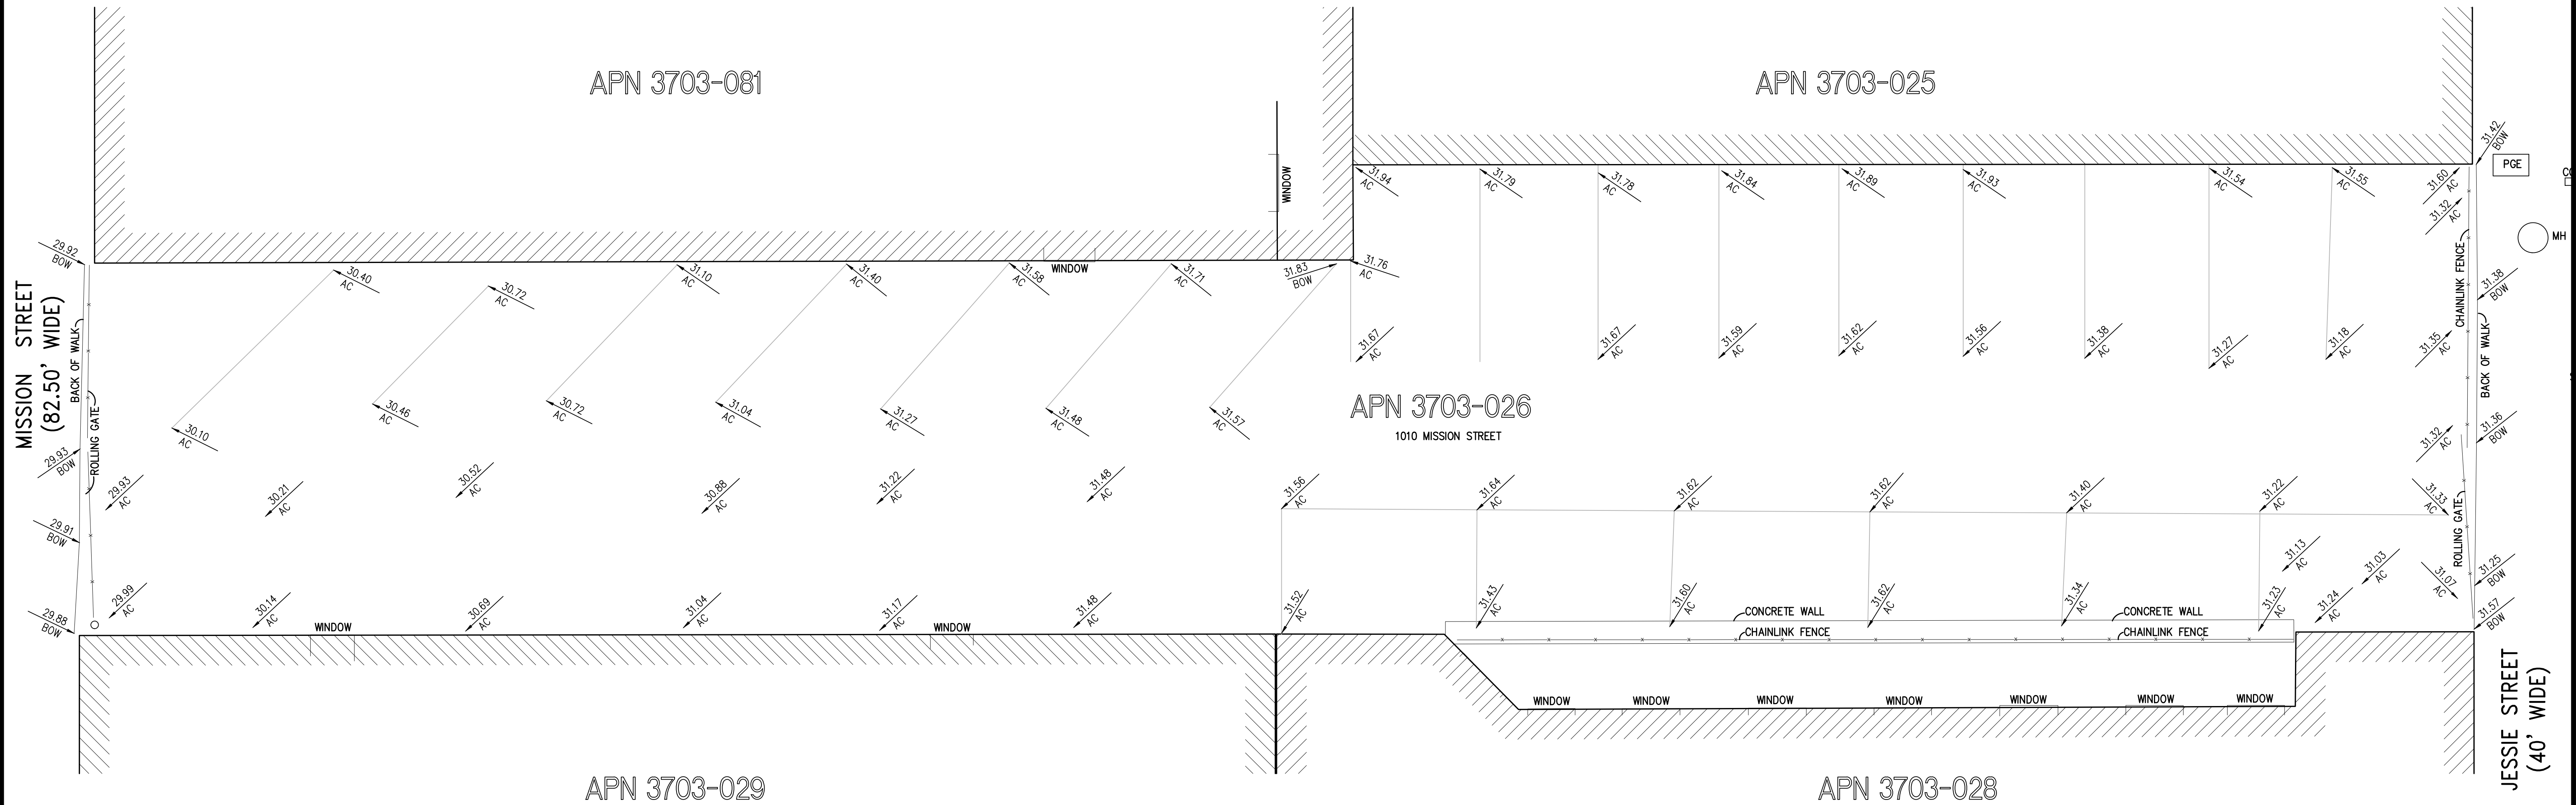 APN 3703-081
APN 3703-025
31.42
BOW
PGE
WINDOW
31.94
AC
31.79
AC
31.78
AC
31.84
AC
31.89
AC
31.93
AC
31.54
AC
31.55
AC
31.60
AC
31.32
AC
CHAINLINK FENCE
MH
29.92
BOW
30.40
AC
30.72
AC
31.10
AC
31.40
AC
31.58
AC
WINDOW
31.71
AC
31.83
BOW
31.76
AC
31.38
BOW
MISSION STREET
(82.50' WIDE)
BACK OF WALK
ROLLING GATE
31.67
AC
31.67
AC
31.59
AC
31.62
AC
31.56
AC
31.38
AC
31.27
AC
31.18
AC
31.35
AC
BACK OF WALK
30.10
AC
30.46
AC
30.72
AC
31.04
AC
31.27
AC
31.48
AC
31.57
AC
APN 3703-026
1010 MISSION STREET
31.32
AC
31.36
BOW
29.93
BOW
29.93
AC
30.21
AC
30.52
AC
30.88
AC
31.22
AC
31.48
AC
31.56
AC
31.64
AC
31.62
AC
31.62
AC
31.40
AC
31.22
AC
31.33
AC
ROLLING GATE
29.91
BOW
31.13
AC
31.03
AC
31.07
AC
31.25
BOW
29.88
BOW
29.99
AC
30.14
AC
30.69
AC
31.04
AC
31.17
AC
31.48
AC
31.52
AC
31.43
AC
31.60
AC
31.62
AC
31.34
AC
31.23
AC
31.24
AC
31.57
BOW
WINDOW
WINDOW
CONCRETE WALL
CHAINLINK FENCE
CONCRETE WALL
CHAINLINK FENCE
WINDOW
WINDOW
WINDOW
WINDOW
WINDOW
WINDOW
WINDOW
JESSIE STREET
(40' WIDE)
APN 3703-029
APN 3703-028